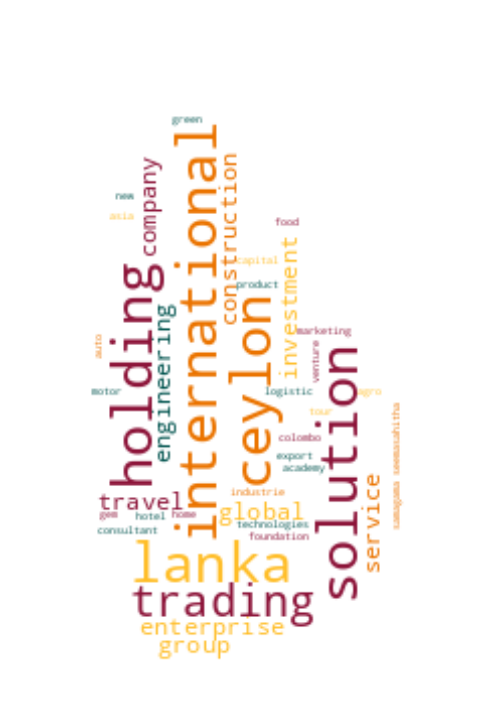 green
international
company
construction
new
asia
food
capital
investment
holding
product
ceylon
engineering
auto
marketing
venture
solution
motor
logistic
agro
tour
samagama seemasahitha
colombo
export
academy
service
industrie
travel
global
gem
hotel
home
technologies
consultant
foundation
lanka
trading
enterprise
group